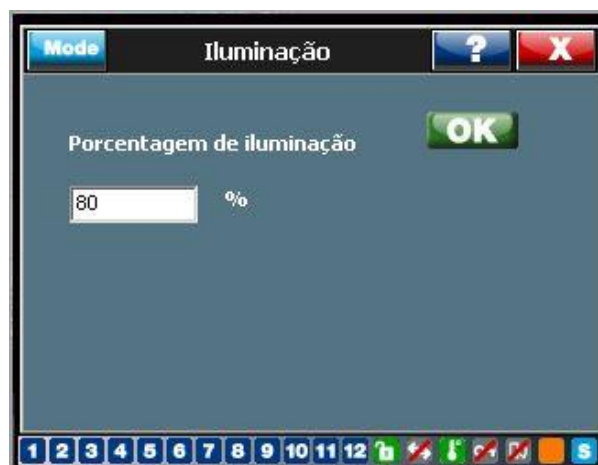 Mode Iluminação ? X
OK
Porcentagem de iluminação
80 %
1 2 3 4 5 6 7 8 9 10 11 12 S